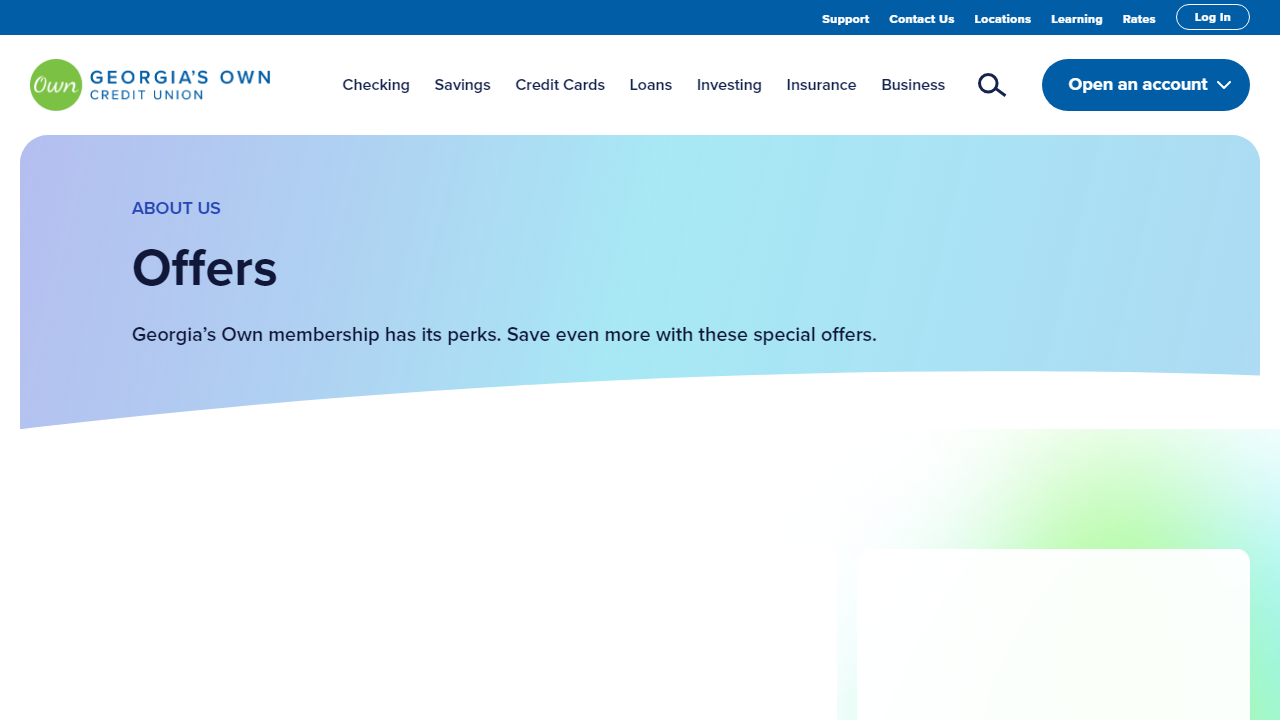 Support Contact Us Locations Learning Rates Log In
Own GEORGIA'S OWN
CREDIT UNION
Checking Savings Credit Cards Loans Investing Insurance Business
Open an account
ABOUT US
Offers
Georgia’s Own membership has its perks. Save even more with these special offers.